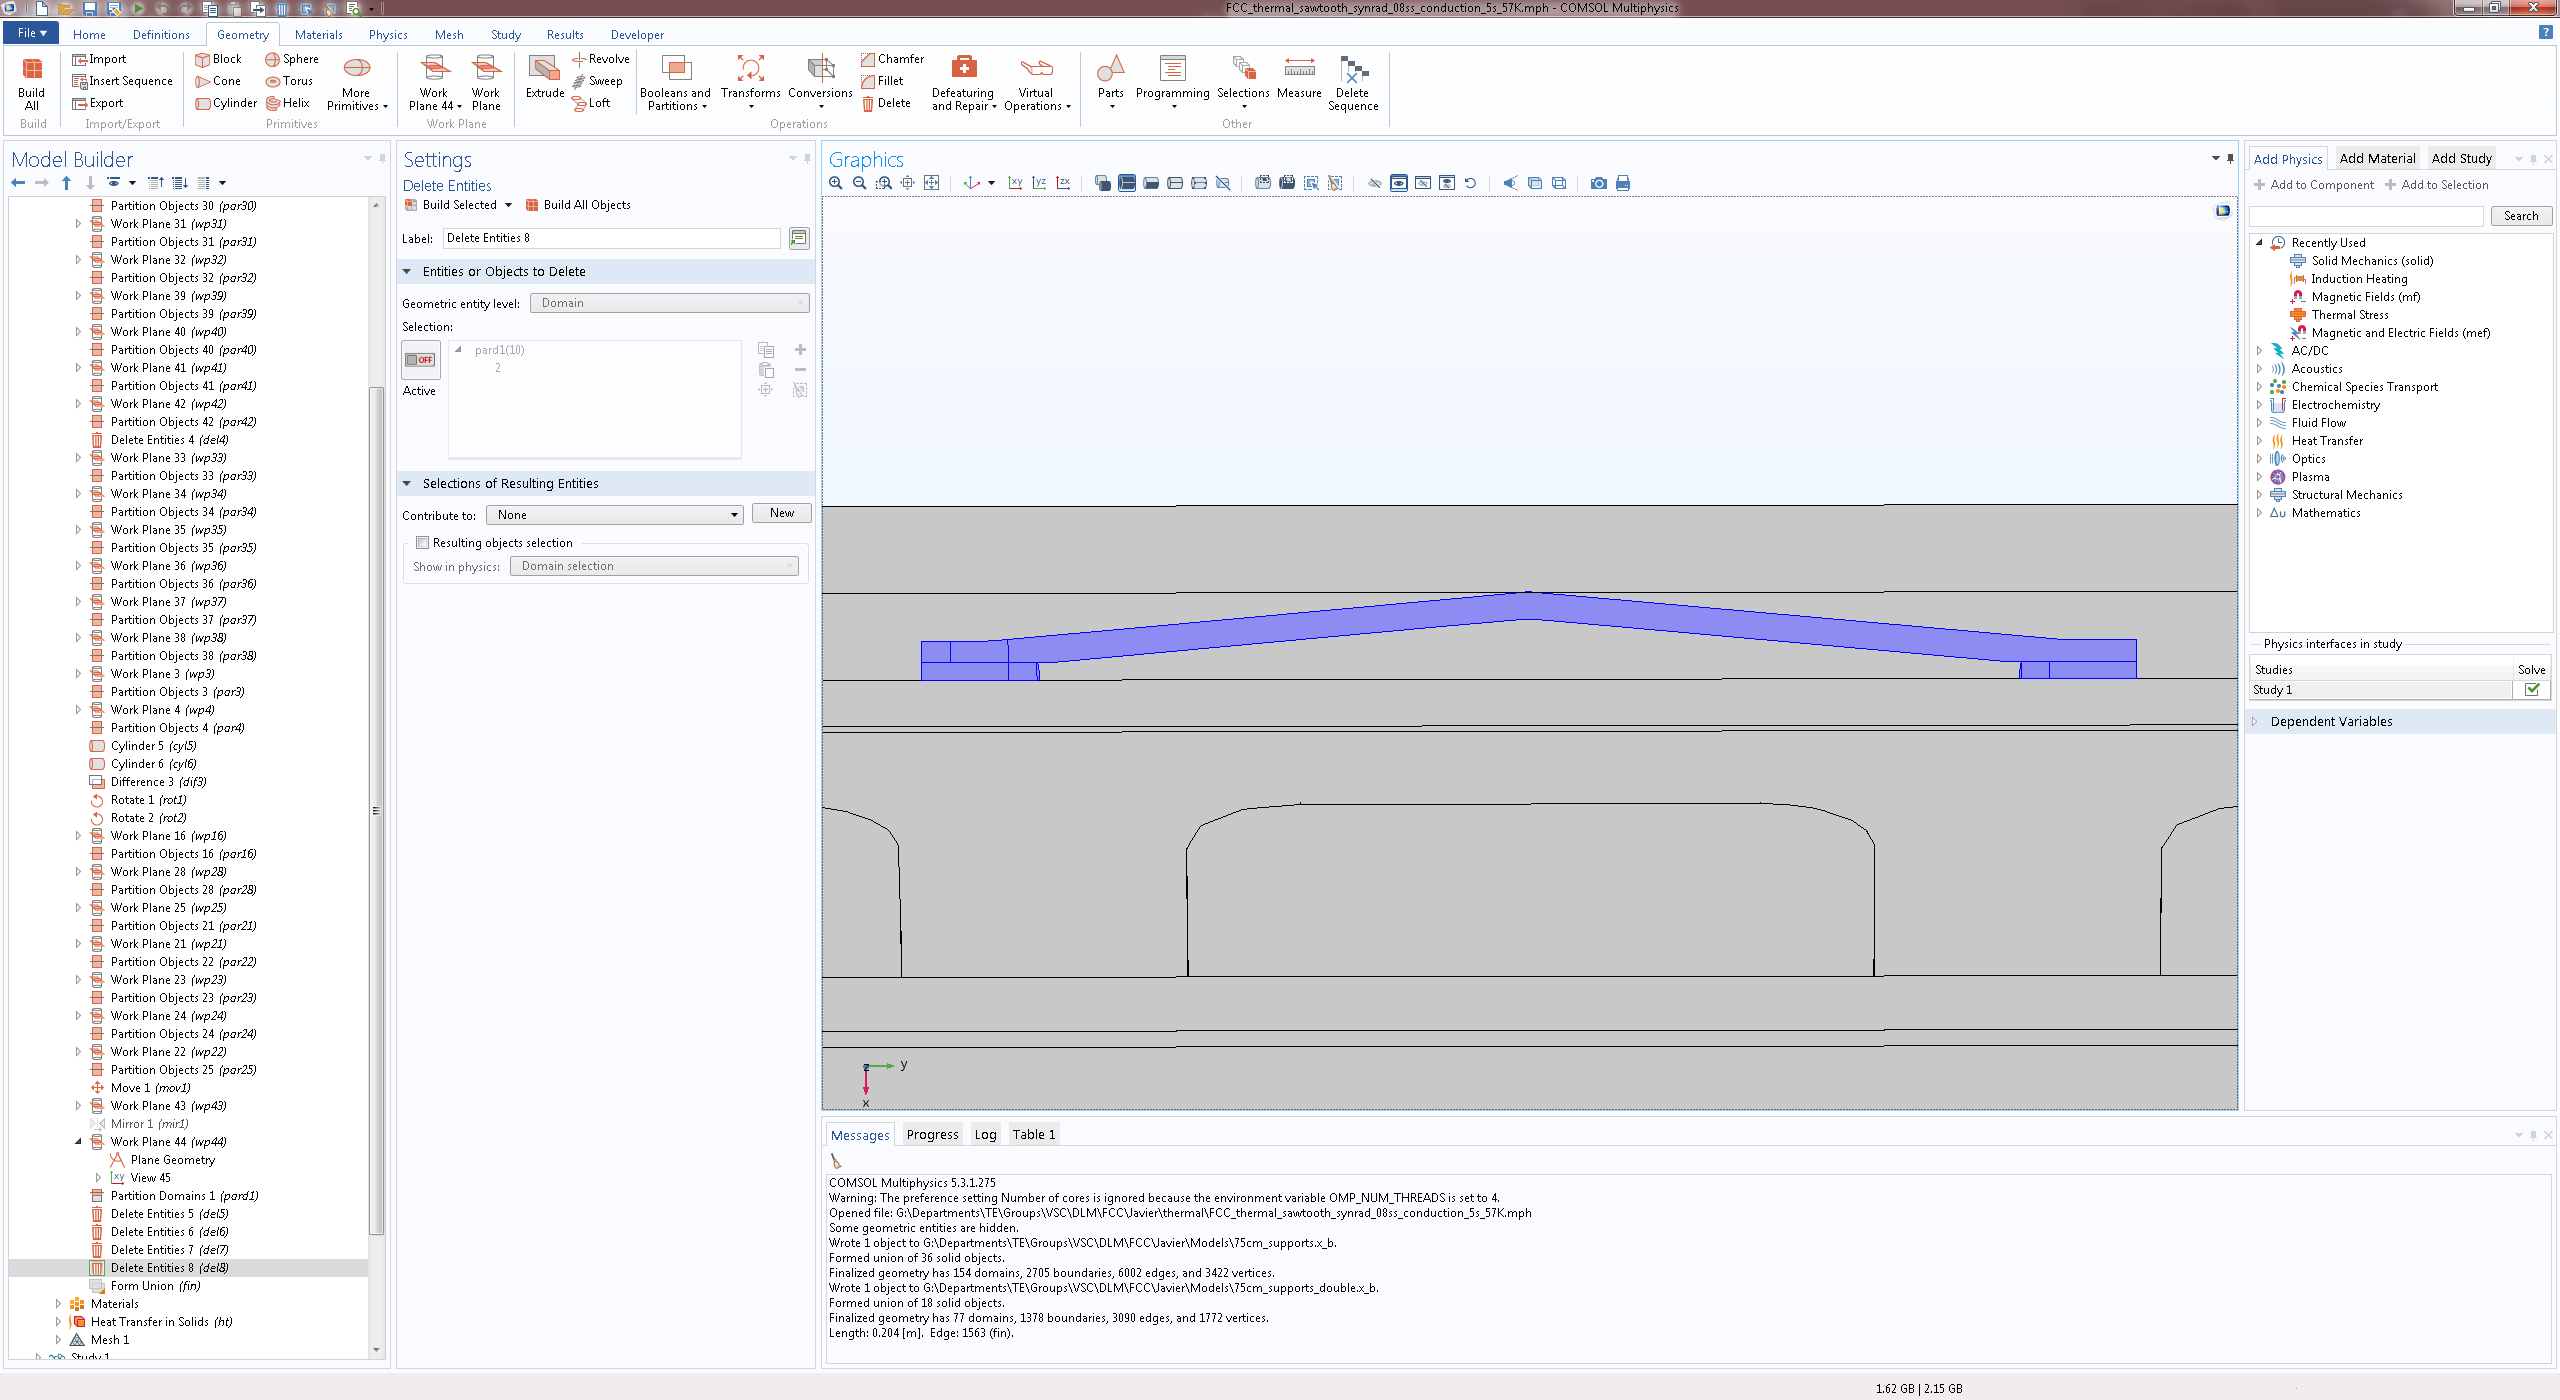 FCC_thermal_sawtooth_synrad_08ss_conduction_5s_57K.mph - COMSOL Multiphysics
File Home Definitions Geometry Materials Physics Mesh Study Results Developer
Build All
Build
Import
Insert Sequence
Export
Import/Export
Block Sphere
Cone Torus
Cylinder Helix
More Primitives
Primitives
Work Plane 44
Work Plane
Work Plane
Extrude
Revolve
Sweep
Loft
Booleans and Partitions
Transforms
Conversions
Chamfer
Fillet
Delete
Defeaturing and Repair
Virtual Operations
Operations
Parts
Programming
Selections
Measure
Delete Sequence
Other
Model Builder
Partition Objects 30 (par30)
Work Plane 31 (wp31)
Partition Objects 31 (par31)
Work Plane 32 (wp32)
Partition Objects 32 (par32)
Work Plane 39 (wp39)
Partition Objects 39 (par39)
Work Plane 40 (wp40)
Partition Objects 40 (par40)
Work Plane 41 (wp41)
Partition Objects 41 (par41)
Work Plane 42 (wp42)
Partition Objects 42 (par42)
Delete Entities 4 (del4)
Work Plane 33 (wp33)
Partition Objects 33 (par33)
Work Plane 34 (wp34)
Partition Objects 34 (par34)
Work Plane 35 (wp35)
Partition Objects 35 (par35)
Work Plane 36 (wp36)
Partition Objects 36 (par36)
Work Plane 37 (wp37)
Partition Objects 37 (par37)
Work Plane 38 (wp38)
Partition Objects 38 (par38)
Work Plane 3 (wp3)
Partition Objects 3 (par3)
Work Plane 4 (wp4)
Partition Objects 4 (par4)
Cylinder 5 (cyl5)
Cylinder 6 (cyl6)
Difference 3 (dif3)
Rotate 1 (rot1)
Rotate 2 (rot2)
Work Plane 16 (wp16)
Partition Objects 16 (par16)
Work Plane 28 (wp28)
Partition Objects 28 (par28)
Work Plane 25 (wp25)
Partition Objects 21 (par21)
Work Plane 21 (wp21)
Partition Objects 22 (par22)
Work Plane 23 (wp23)
Partition Objects 23 (par23)
Work Plane 24 (wp24)
Partition Objects 24 (par24)
Work Plane 22 (wp22)
Partition Objects 25 (par25)
Move 1 (mov1)
Work Plane 43 (wp43)
Mirror 1 (mir1)
Work Plane 44 (wp44)
Plane Geometry
View 45
Partition Domains 1 (pard1)
Delete Entities 5 (del5)
Delete Entities 6 (del6)
Delete Entities 7 (del7)
Delete Entities 8 (del8)
Form Union (fin)
Materials
Heat Transfer in Solids (ht)
Mesh 1
Study 1
Settings
Delete Entities
Build Selected Build All Objects
Label: Delete Entities 8
Entities or Objects to Delete
Geometric entity level: Domain
Selection:
OFF
Active
pard1(10)
2
Selections of Resulting Entities
Contribute to: None New
Resulting objects selection
Show in physics: Domain selection
Graphics
xy yz zx
z y
x
Messages Progress Log Table 1
COMSOL Multiphysics 5.3.1.275
Warning: The preference setting Number of cores is ignored because the environment variable OMP_NUM_THREADS is set to 4.
Opened file: G:\Departments\TE\Groups\VSC\DLM\FCC\Javier\thermal\FCC_thermal_sawtooth_synrad_08ss_conduction_5s_57K.mph
Some geometric entities are hidden.
Wrote 1 object to G:\Departments\TE\Groups\VSC\DLM\FCC\Javier\Models\75cm_supports.x_b.
Formed union of 36 solid objects.
Finalized geometry has 154 domains, 2705 boundaries, 6002 edges, and 3422 vertices.
Wrote 1 object to G:\Departments\TE\Groups\VSC\DLM\FCC\Javier\Models\75cm_supports_double.x_b.
Formed union of 18 solid objects.
Finalized geometry has 77 domains, 1378 boundaries, 3090 edges, and 1772 vertices.
Length: 0.204 [m]. Edge: 1563 (fin).
Add Physics Add Material Add Study
Add to Component Add to Selection
Search
Recently Used
Solid Mechanics (solid)
Induction Heating
Magnetic Fields (mf)
Thermal Stress
Magnetic and Electric Fields (mef)
AC/DC
Acoustics
Chemical Species Transport
Electrochemistry
Fluid Flow
Heat Transfer
Optics
Plasma
Structural Mechanics
Δu Mathematics
Physics interfaces in study
Studies Solve
Study 1
Dependent Variables
1.62 GB | 2.15 GB